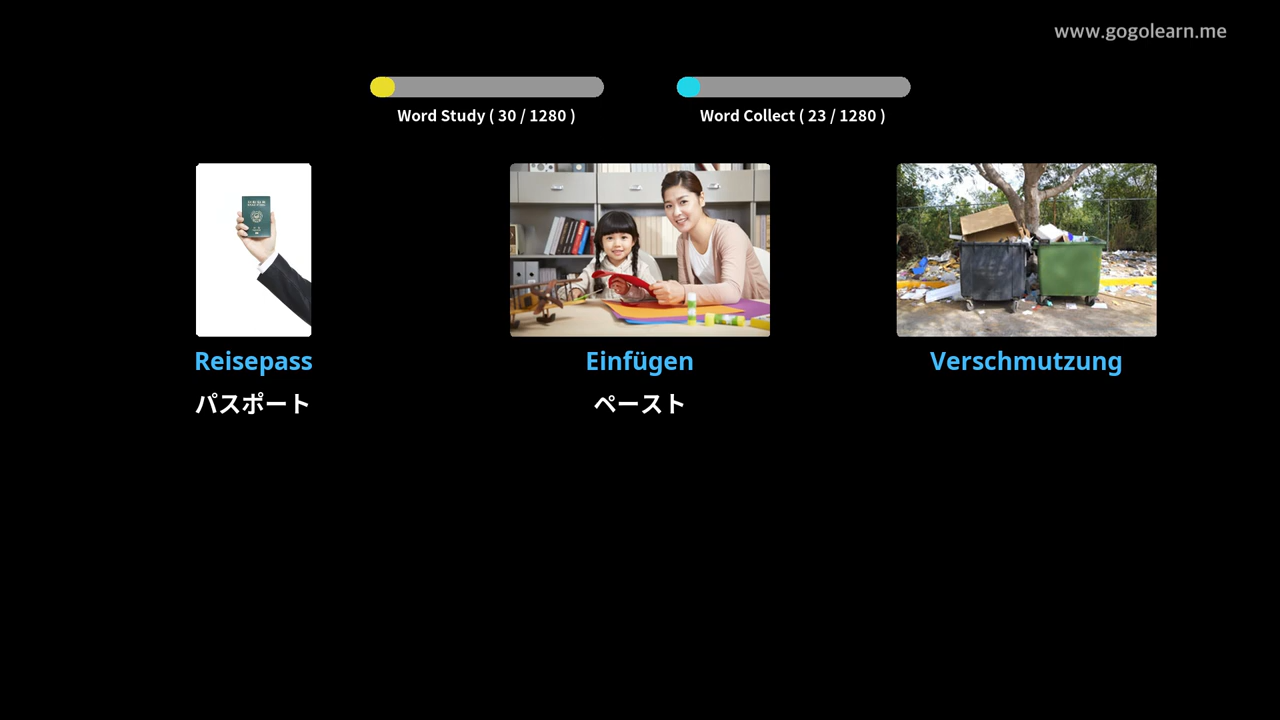 www.gogolearn.me
Word Study ( 30 / 1280 )
Word Collect ( 23 / 1280 )
Reisepass
Einfügen
Verschmutzung
パスポート
ペースト